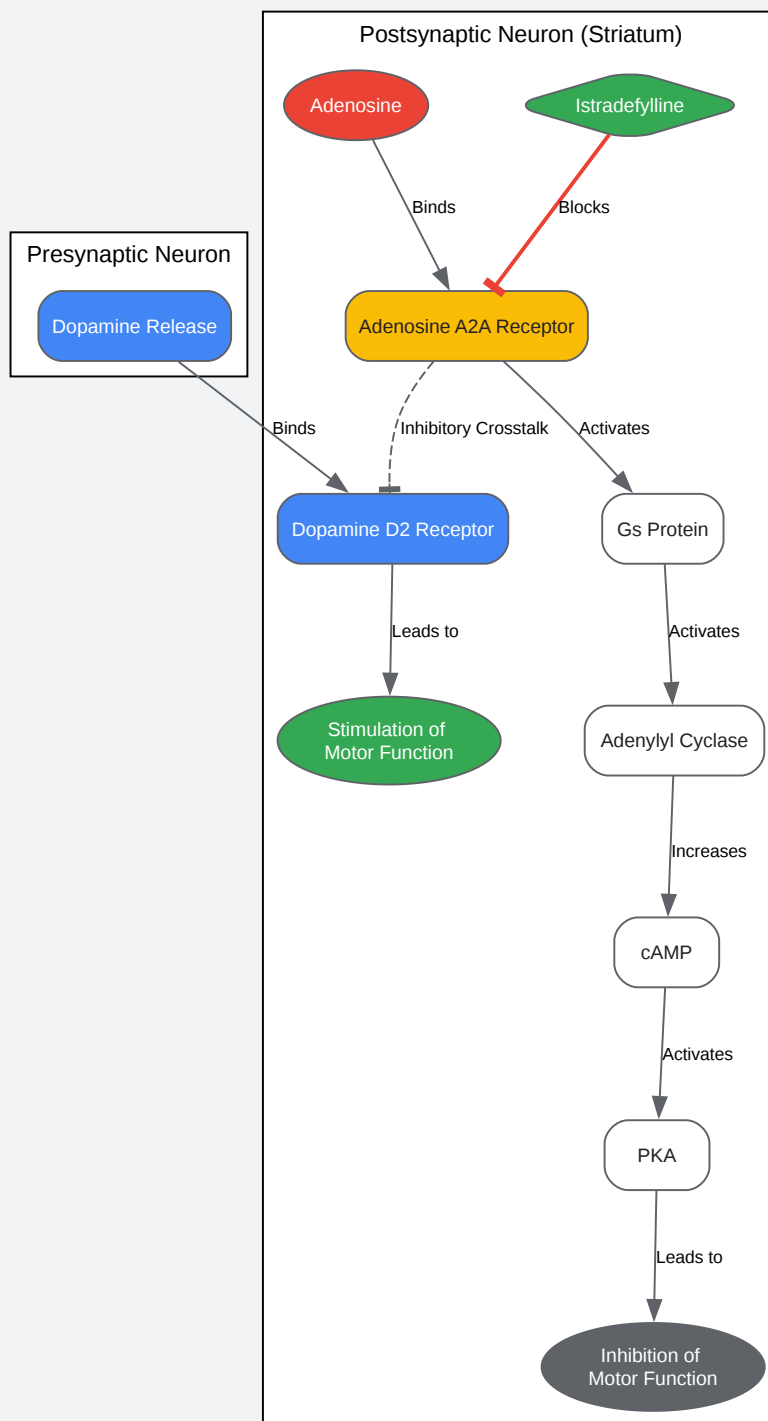 Postsynaptic Neuron (Striatum)
Adenosine
Istradefylline
Binds
Blocks
Presynaptic Neuron
Dopamine Release
Adenosine A2A Receptor
Binds
Inhibitory Crosstalk
Activates
Dopamine D2 Receptor
Gs Protein
Leads to
Activates
Stimulation of
Motor Function
Adenylyl Cyclase
Increases
cAMP
Activates
PKA
Leads to
Inhibition of
Motor Function